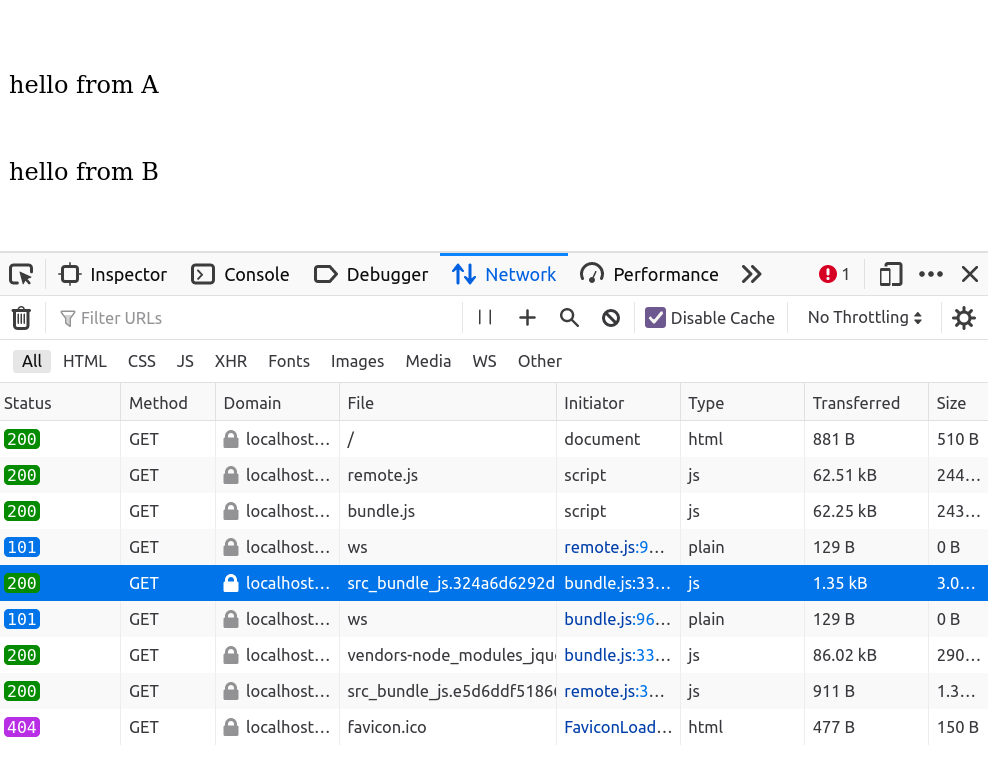 hello from A
hello from B
Inspector Console Debugger Network Performance 1
Filter URLs Disable Cache No Throttling
All HTML CSS JS XHR Fonts Images Media WS Other
Status Method Domain File Initiator Type Transferred Size
200 GET localhost… / document html 881 B 510 B
200 GET localhost… remote.js script js 62.51 kB 244…
200 GET localhost… bundle.js script js 62.25 kB 243…
101 GET localhost… ws remote.js:9… plain 129 B 0 B
200 GET localhost… src_bundle_js.324a6d6292d bundle.js:33… js 1.35 kB 3.0…
101 GET localhost… ws bundle.js:96… plain 129 B 0 B
200 GET localhost… vendors-node_modules_jqu bundle.js:33… js 86.02 kB 290…
200 GET localhost… src_bundle_js.e5d6ddf5186 remote.js:3… js 911 B 1.3…
404 GET localhost… favicon.ico FaviconLoad… html 477 B 150 B